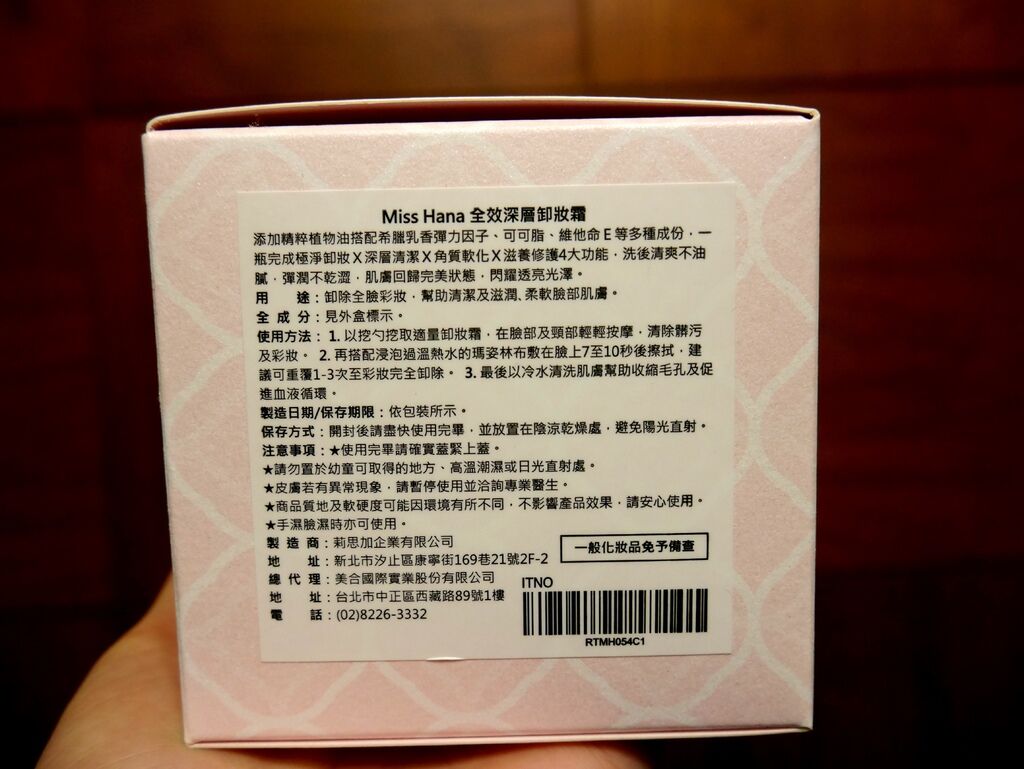 Miss Hana 全效深層卸妝霜
添加精粹植物油搭配希臘乳香彈力因子、可可脂、維他命E等多種成份，一
瓶完成極淨卸妝X深層清潔X角質軟化X滋養修護4大功能，洗後清爽不油
膩，彈潤不乾澀，肌膚回歸完美狀態，閃耀透亮光澤。
用　途：卸除全臉彩妝，幫助清潔及滋潤、柔軟臉部肌膚。
全 成 分：見外盒標示。
使用方法：1. 以挖勺挖取適量卸妝霜，在臉部及頸部輕輕按摩，清除髒污
及彩妝。 2. 再搭配浸泡過溫熱水的瑪姿林布敷在臉上7至10秒後擦拭，建
議可重覆1-3次至彩妝完全卸除。 3. 最後以冷水清洗肌膚幫助收縮毛孔及促
進血液循環。
製造日期/保存期限：依包裝所示。
保存方式：開封後請盡快使用完畢，並放置在陰涼乾燥處，避免陽光直射。
注意事項：★使用完畢請確實蓋緊上蓋。
★請勿置於幼童可取得的地方、高溫潮濕或日光直射處。
★皮膚若有異常現象，請暫停使用並洽詢專業醫生。
★商品質地及軟硬度可能因環境有所不同，不影響產品效果，請安心使用。
★手濕臉濕時亦可使用。
製 造 商：莉思加企業有限公司
地　址：新北市汐止區康寧街169巷21號2F-2
一般化妝品免予備查
總 代 理：美合國際實業股份有限公司
地　址：台北市中正區西藏路89號1樓
電　話：(02)8226-3332
ITNO
RTMH054C1